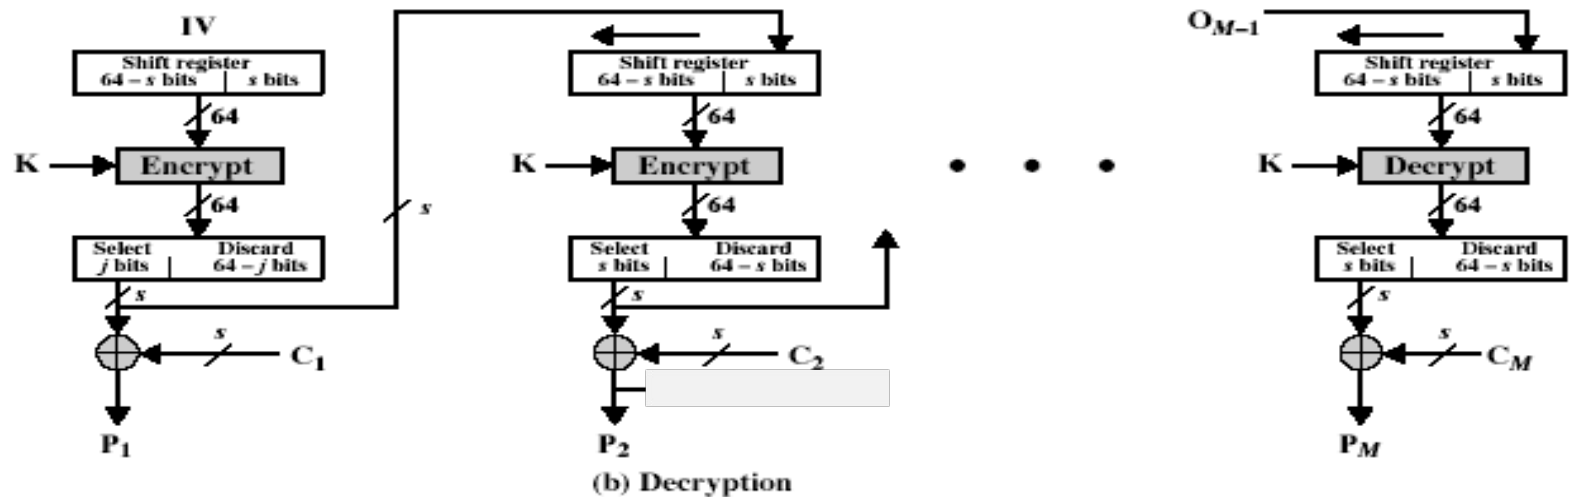 IV
O_{M-1}
Shift register
64 – s bits | s bits
Shift register
64 – s bits | s bits
Shift register
64 – s bits | s bits
64
64
64
K
Encrypt
K
Encrypt
K
Decrypt
64
64
64
s
Select Discard
j bits | 64 – j bits
Select Discard
s bits | 64 – s bits
Select Discard
s bits | 64 – s bits
s
s
s
s
C₁
s
C₂
s
C_M
P₁
P₂
P_M
(b) Decryption